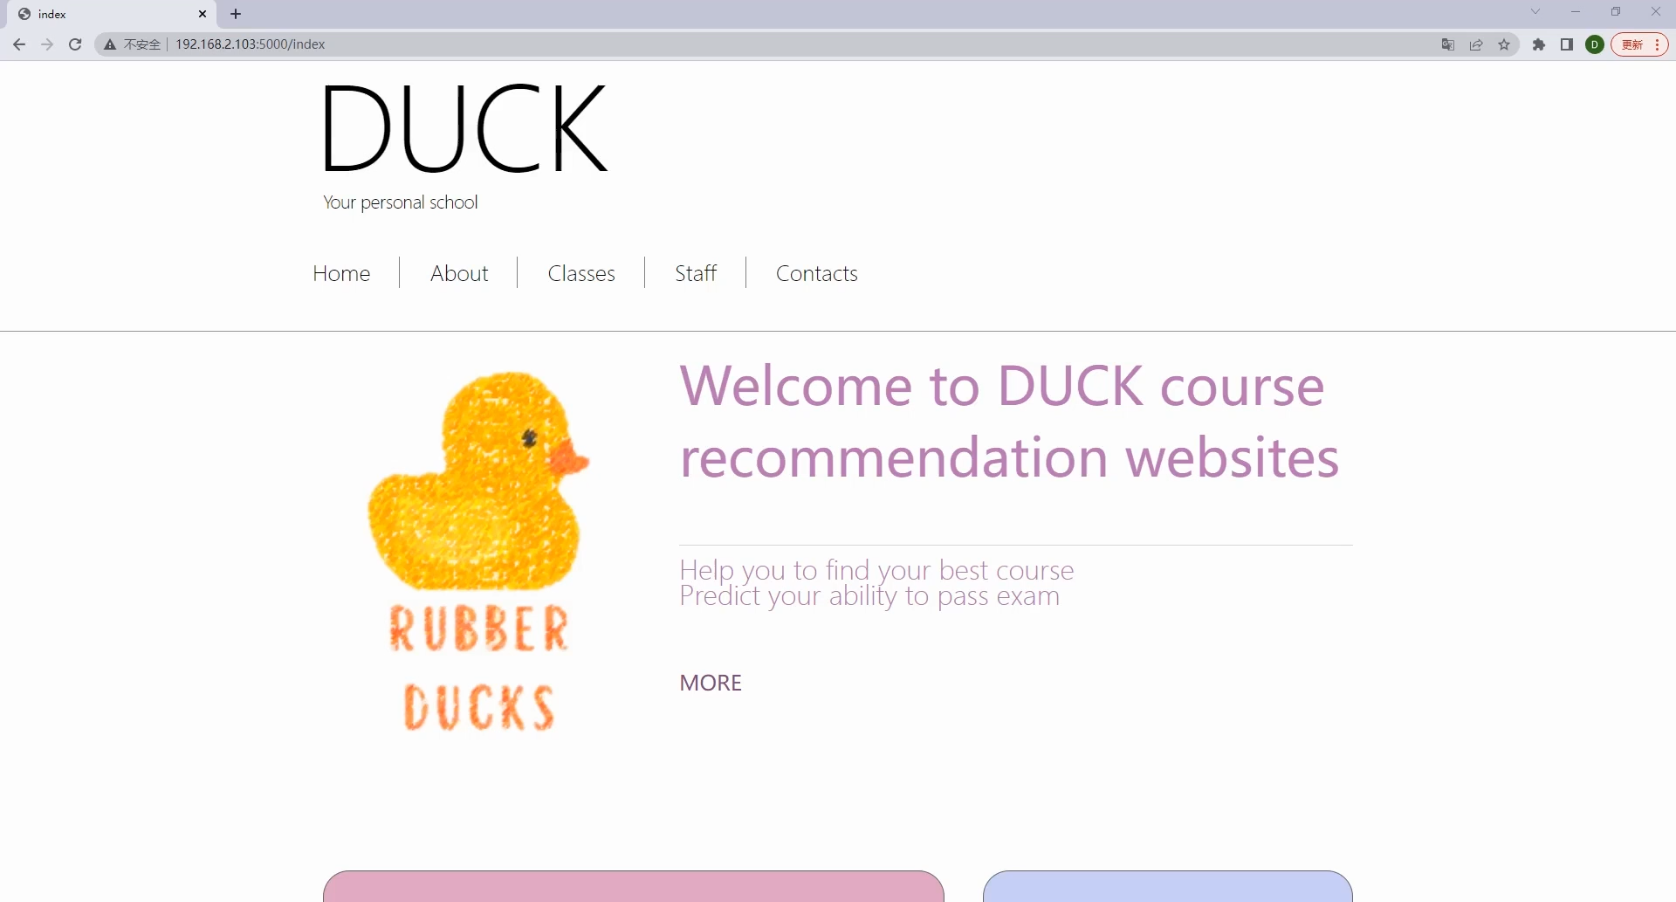 index
不安全 192.168.2.103:5000/index
D
更新
DUCK
Your personal school
Home About Classes Staff Contacts
Welcome to DUCK course
recommendation websites
Help you to find your best course
Predict your ability to pass exam
MORE
RUBBER
DUCKS